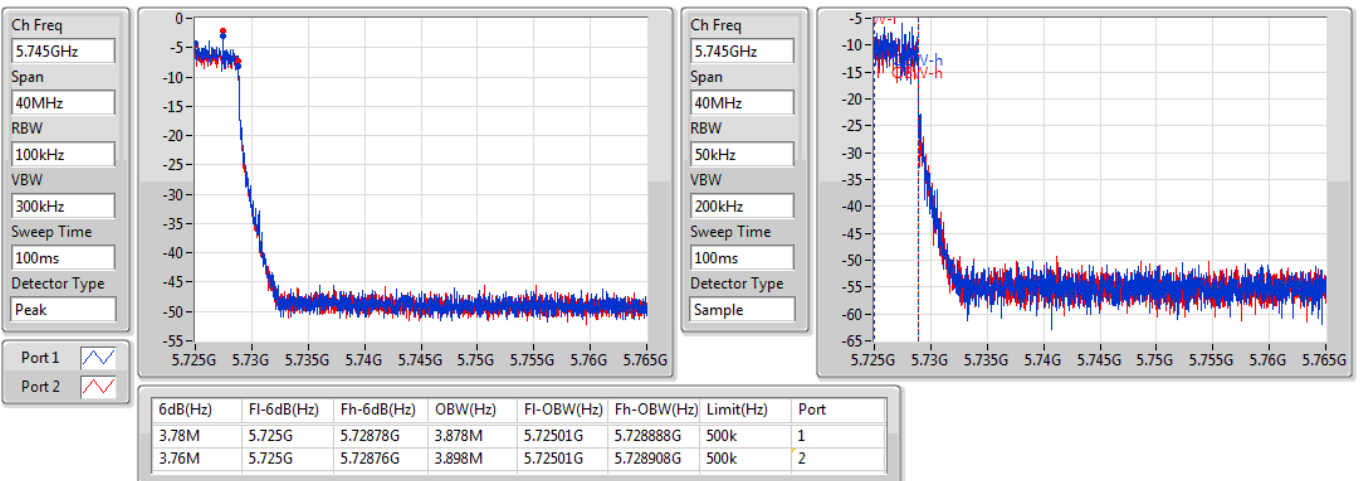 Ch Freq
5.745GHz
Span
40MHz
RBW
100kHz
VBW
300kHz
Sweep Time
100ms
Detector Type
Peak
0
-5
-10
-15
-20
-25
-30
-35
-40
-45
-50
-55
5.725G 5.73G 5.735G 5.74G 5.745G 5.75G 5.755G 5.76G 5.765G
Ch Freq
5.745GHz
Span
40MHz
RBW
50kHz
VBW
200kHz
Sweep Time
100ms
Detector Type
Sample
-5
-10
-15
-20
-25
-30
-35
-40
-45
-50
-55
-60
-65
5.725G 5.73G 5.735G 5.74G 5.745G 5.75G 5.755G 5.76G 5.765G
Port 1
Port 2
6dB(Hz) Fl-6dB(Hz) Fh-6dB(Hz) OBW(Hz) Fl-OBW(Hz) Fh-OBW(Hz) Limit(Hz) Port
3.78M 5.725G 5.72878G 3.878M 5.72501G 5.728888G 500k 1
3.76M 5.725G 5.72876G 3.898M 5.72501G 5.728908G 500k 2